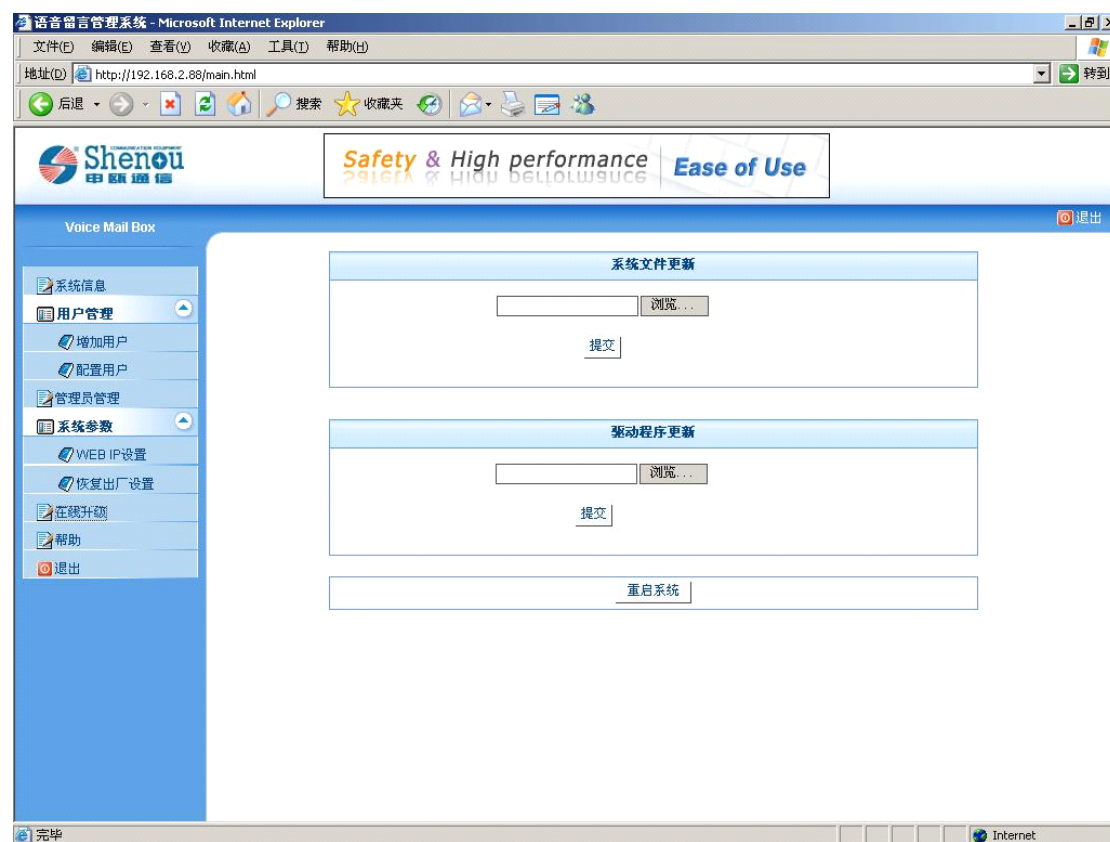 语音留言管理系统 - Microsoft Internet Explorer
文件(F) 编辑(E) 查看(V) 收藏(A) 工具(T) 帮助(H)
地址(D) http://192.168.2.88/main.html 转到
后退 搜索 收藏夹
Shenou
申瓯通信
Safety & High performance Ease of Use
Voice Mail Box
退出
系统信息
用户管理
增加用户
配置用户
管理员管理
系统参数
WEB IP设置
恢复出厂设置
在线升级
帮助
退出
系统文件更新
浏览...
提交
驱动程序更新
浏览...
提交
重启系统
完毕 Internet